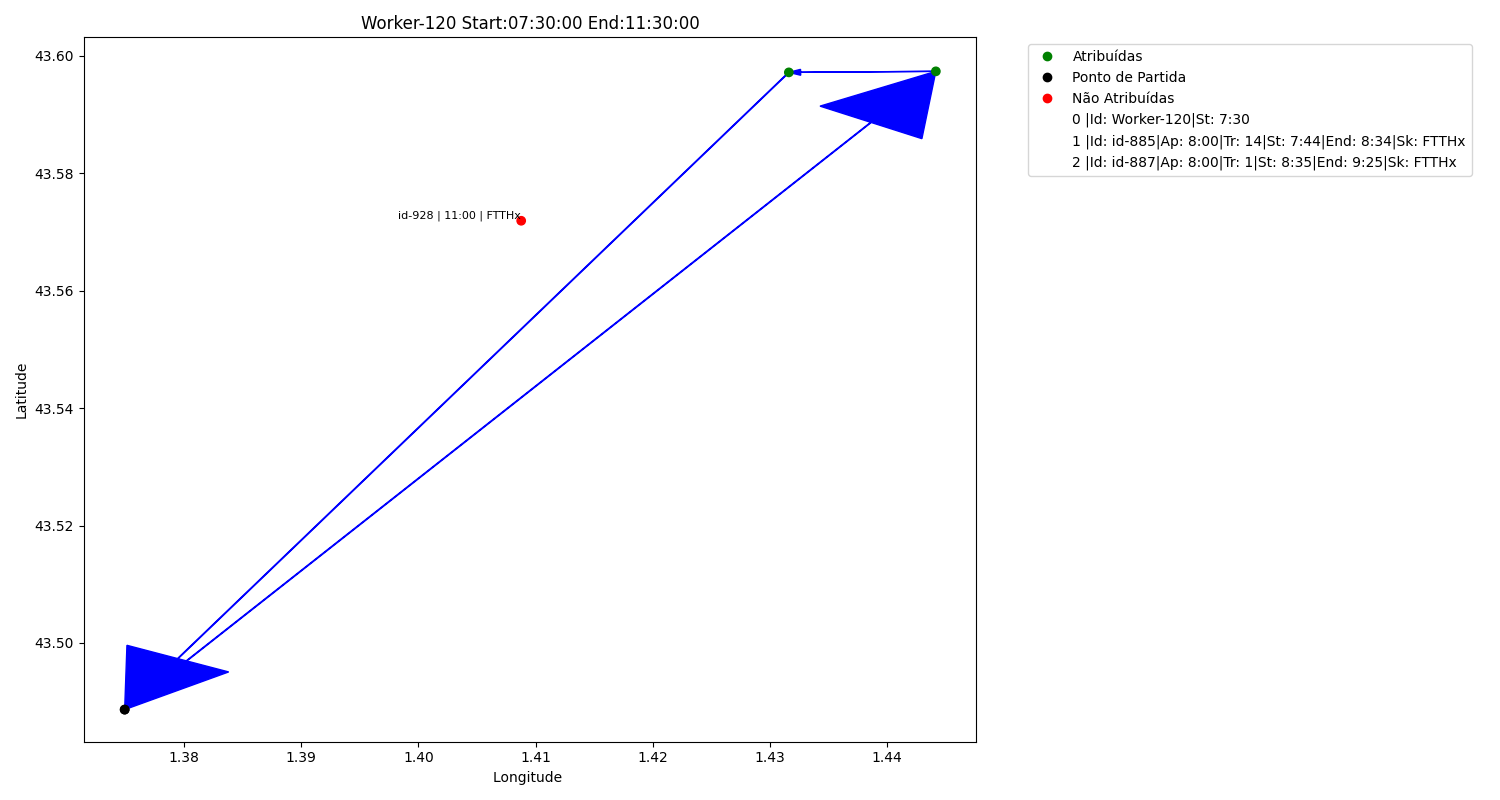 Worker-120 Start:07:30:00 End:11:30:00
43.60
43.58
43.56
43.54
43.52
43.50
Latitude
id-928 | 11:00 | FTTHx
1.38
1.39
1.40
1.41
1.42
1.43
1.44
Longitude
Atribuídas
Ponto de Partida
Não Atribuídas
0 |Id: Worker-120|St: 7:30
1 |Id: id-885|Ap: 8:00|Tr: 14|St: 7:44|End: 8:34|Sk: FTTHx
2 |Id: id-887|Ap: 8:00|Tr: 1|St: 8:35|End: 9:25|Sk: FTTHx